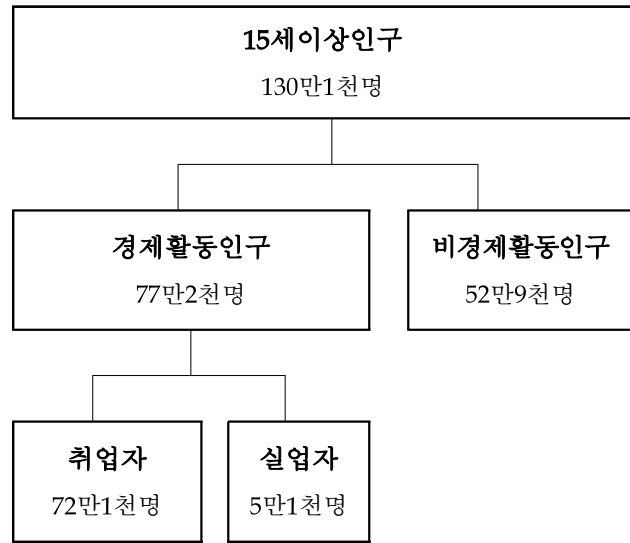 15세이상인구
130만1천명
경제활동인구
77만2천명
비경제활동인구
52만9천명
취업자
72만1천명
실업자
5만1천명